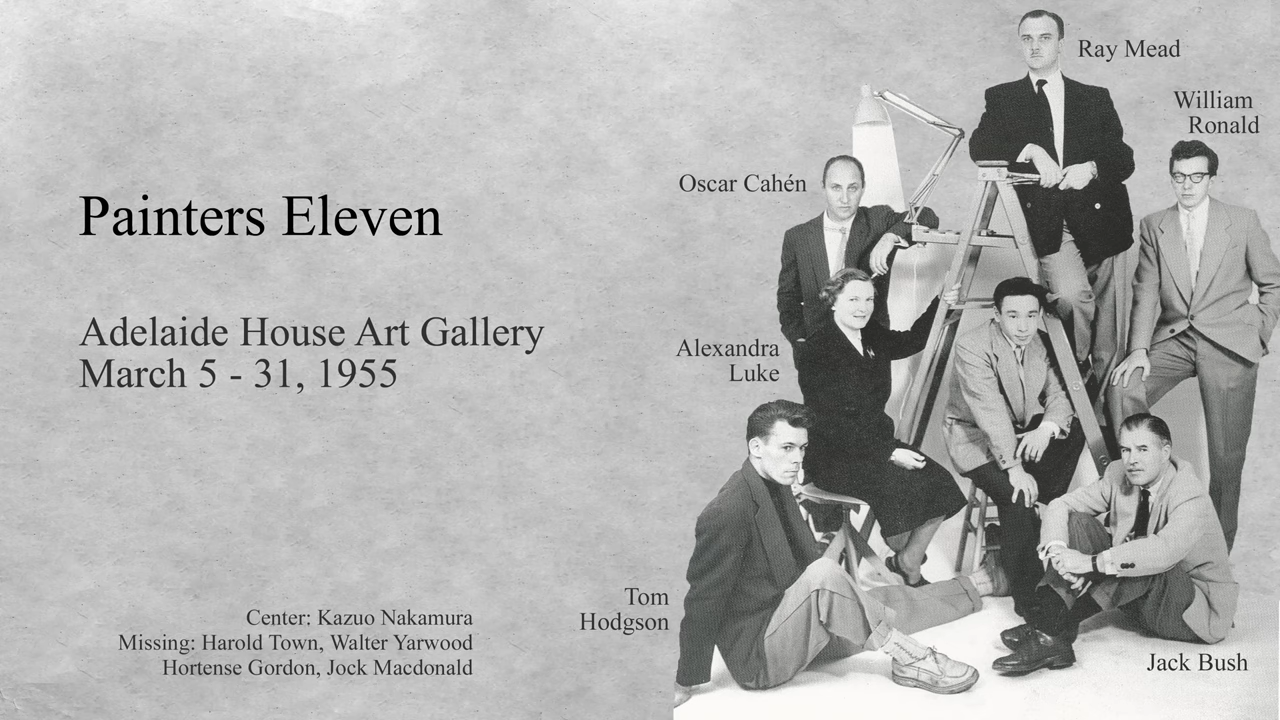 Painters Eleven
Adelaide House Art Gallery
March 5 - 31, 1955
Center: Kazuo Nakamura
Missing: Harold Town, Walter Yarwood
Hortense Gordon, Jock Macdonald
Ray Mead
William
Ronald
Oscar Cahén
Alexandra
Luke
Tom
Hodgson
Jack Bush